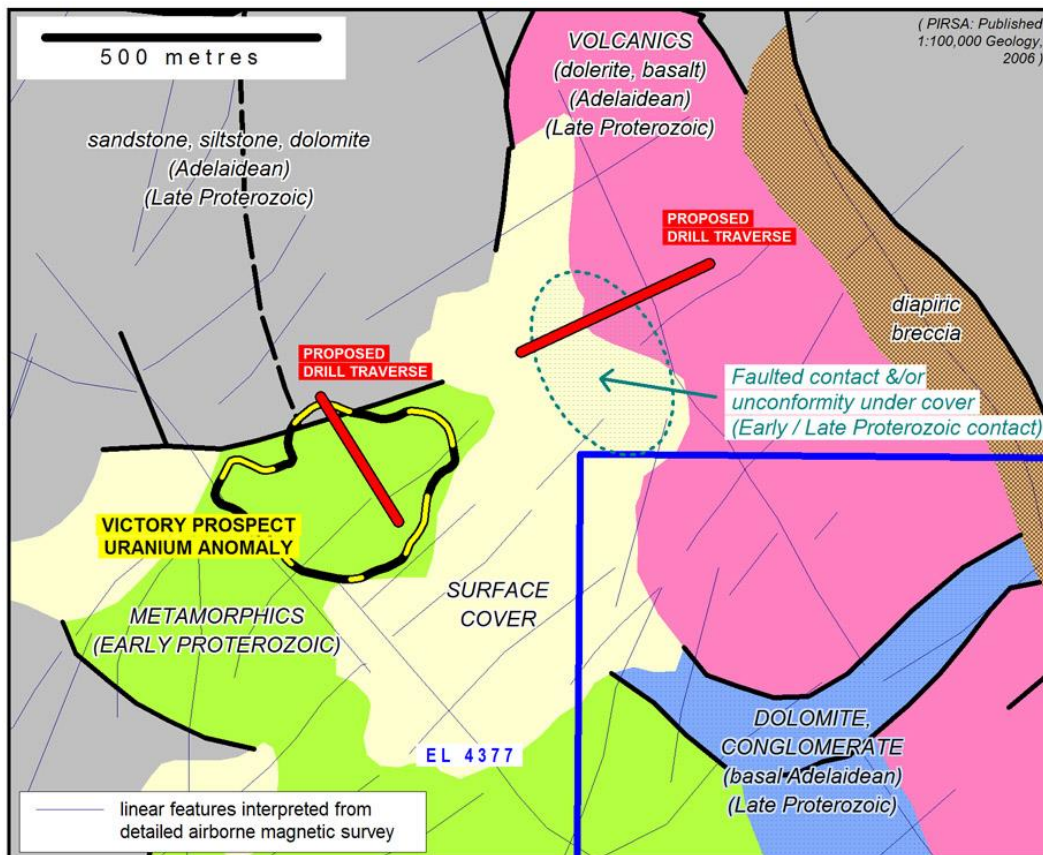 500 metres
VOLCANICS
(dolerite, basalt)
(Adelaidean)
(Late Proterozoic)
( PIRSA: Published
1:100,000 Geology,
2006 )
sandstone, siltstone, dolomite
(Adelaidean)
(Late Proterozoic)
PROPOSED
DRILL TRAVERSE
diapiric
breccia
PROPOSED
DRILL TRAVERSE
Faulted contact &/or
unconformity under cover
(Early / Late Proterozoic contact)
VICTORY PROSPECT
URANIUM ANOMALY
METAMORPHICS
(EARLY PROTEROZOIC)
SURFACE
COVER
DOLOMITE,
CONGLOMERATE
(basal Adelaidean)
(Late Proterozoic)
EL 4377
linear features interpreted from
detailed airborne magnetic survey